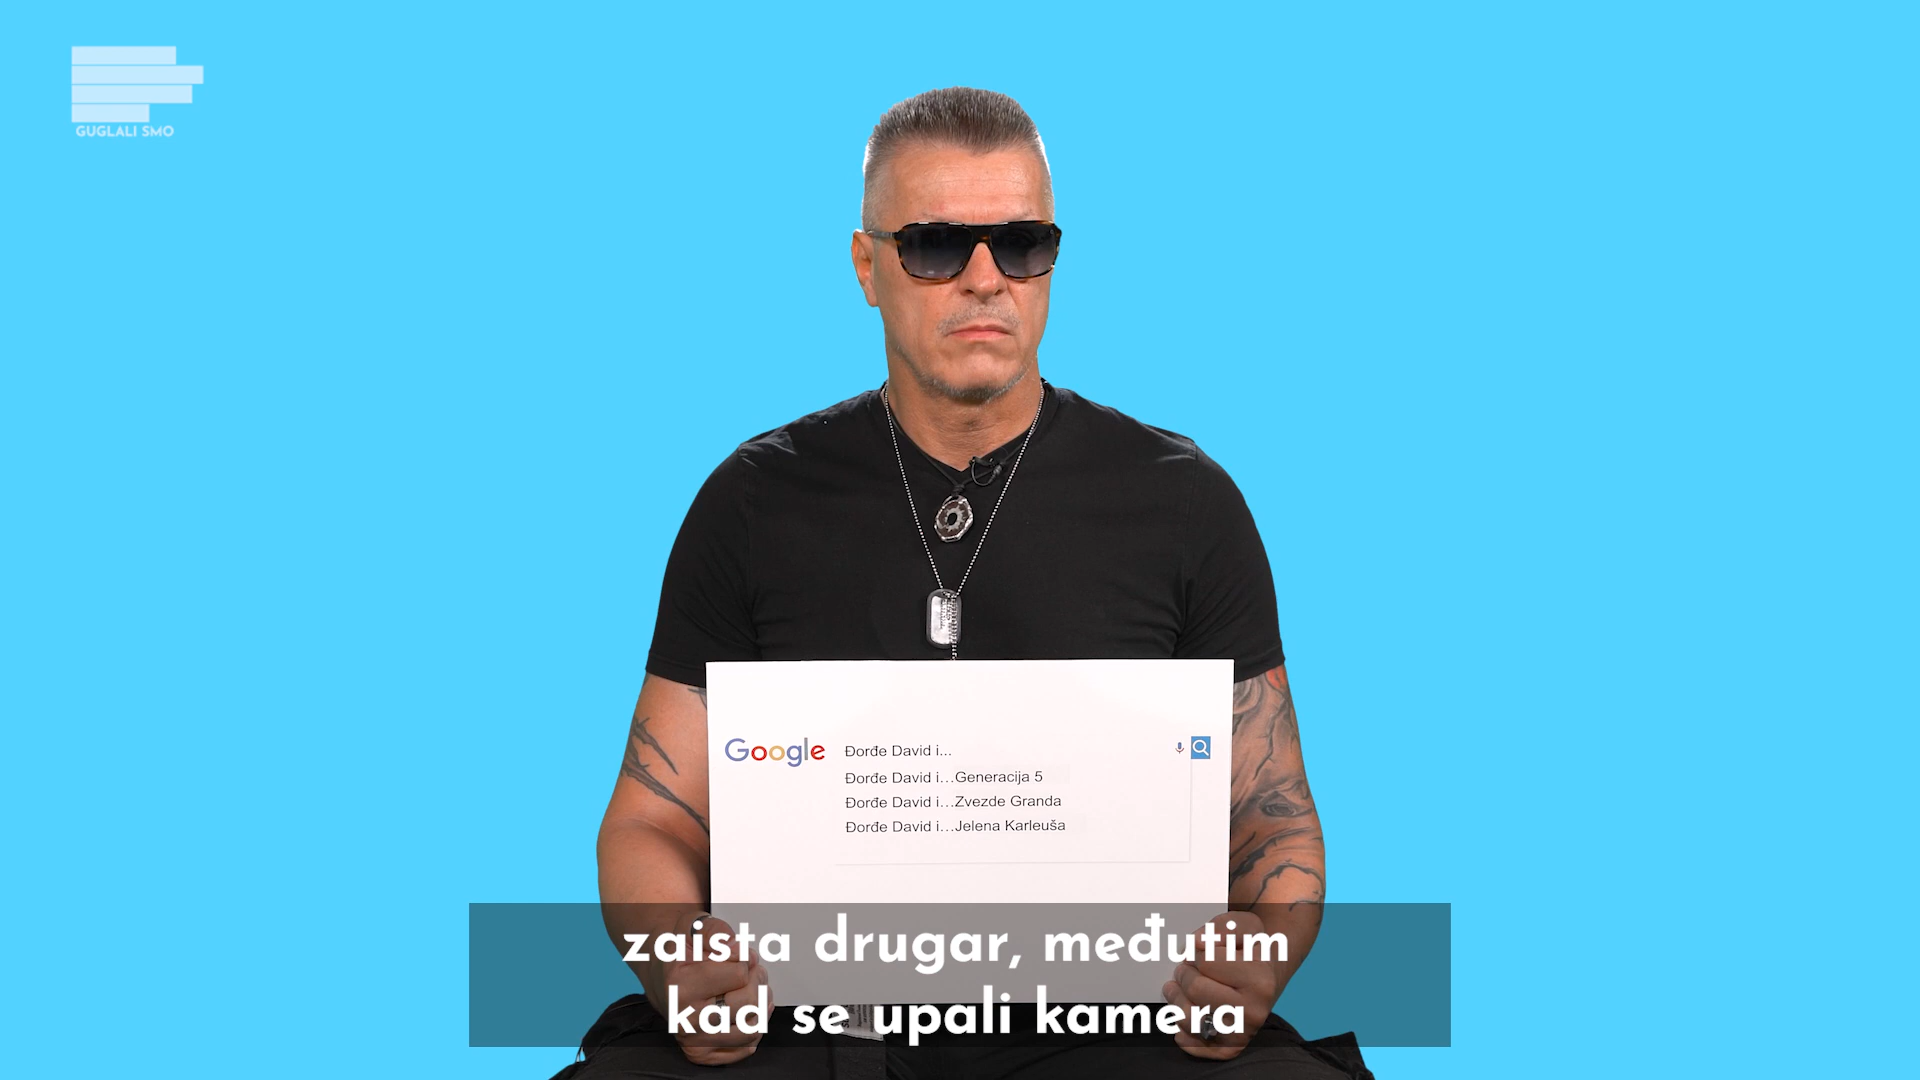 GUGLALI SMO
Google
Đorđe David i...
Đorđe David i...Generacija 5
Đorđe David i...Zvezde Granda
Đorđe David i...Jelena Karleuša
zaista drugar, međutim
kad se upali kamera